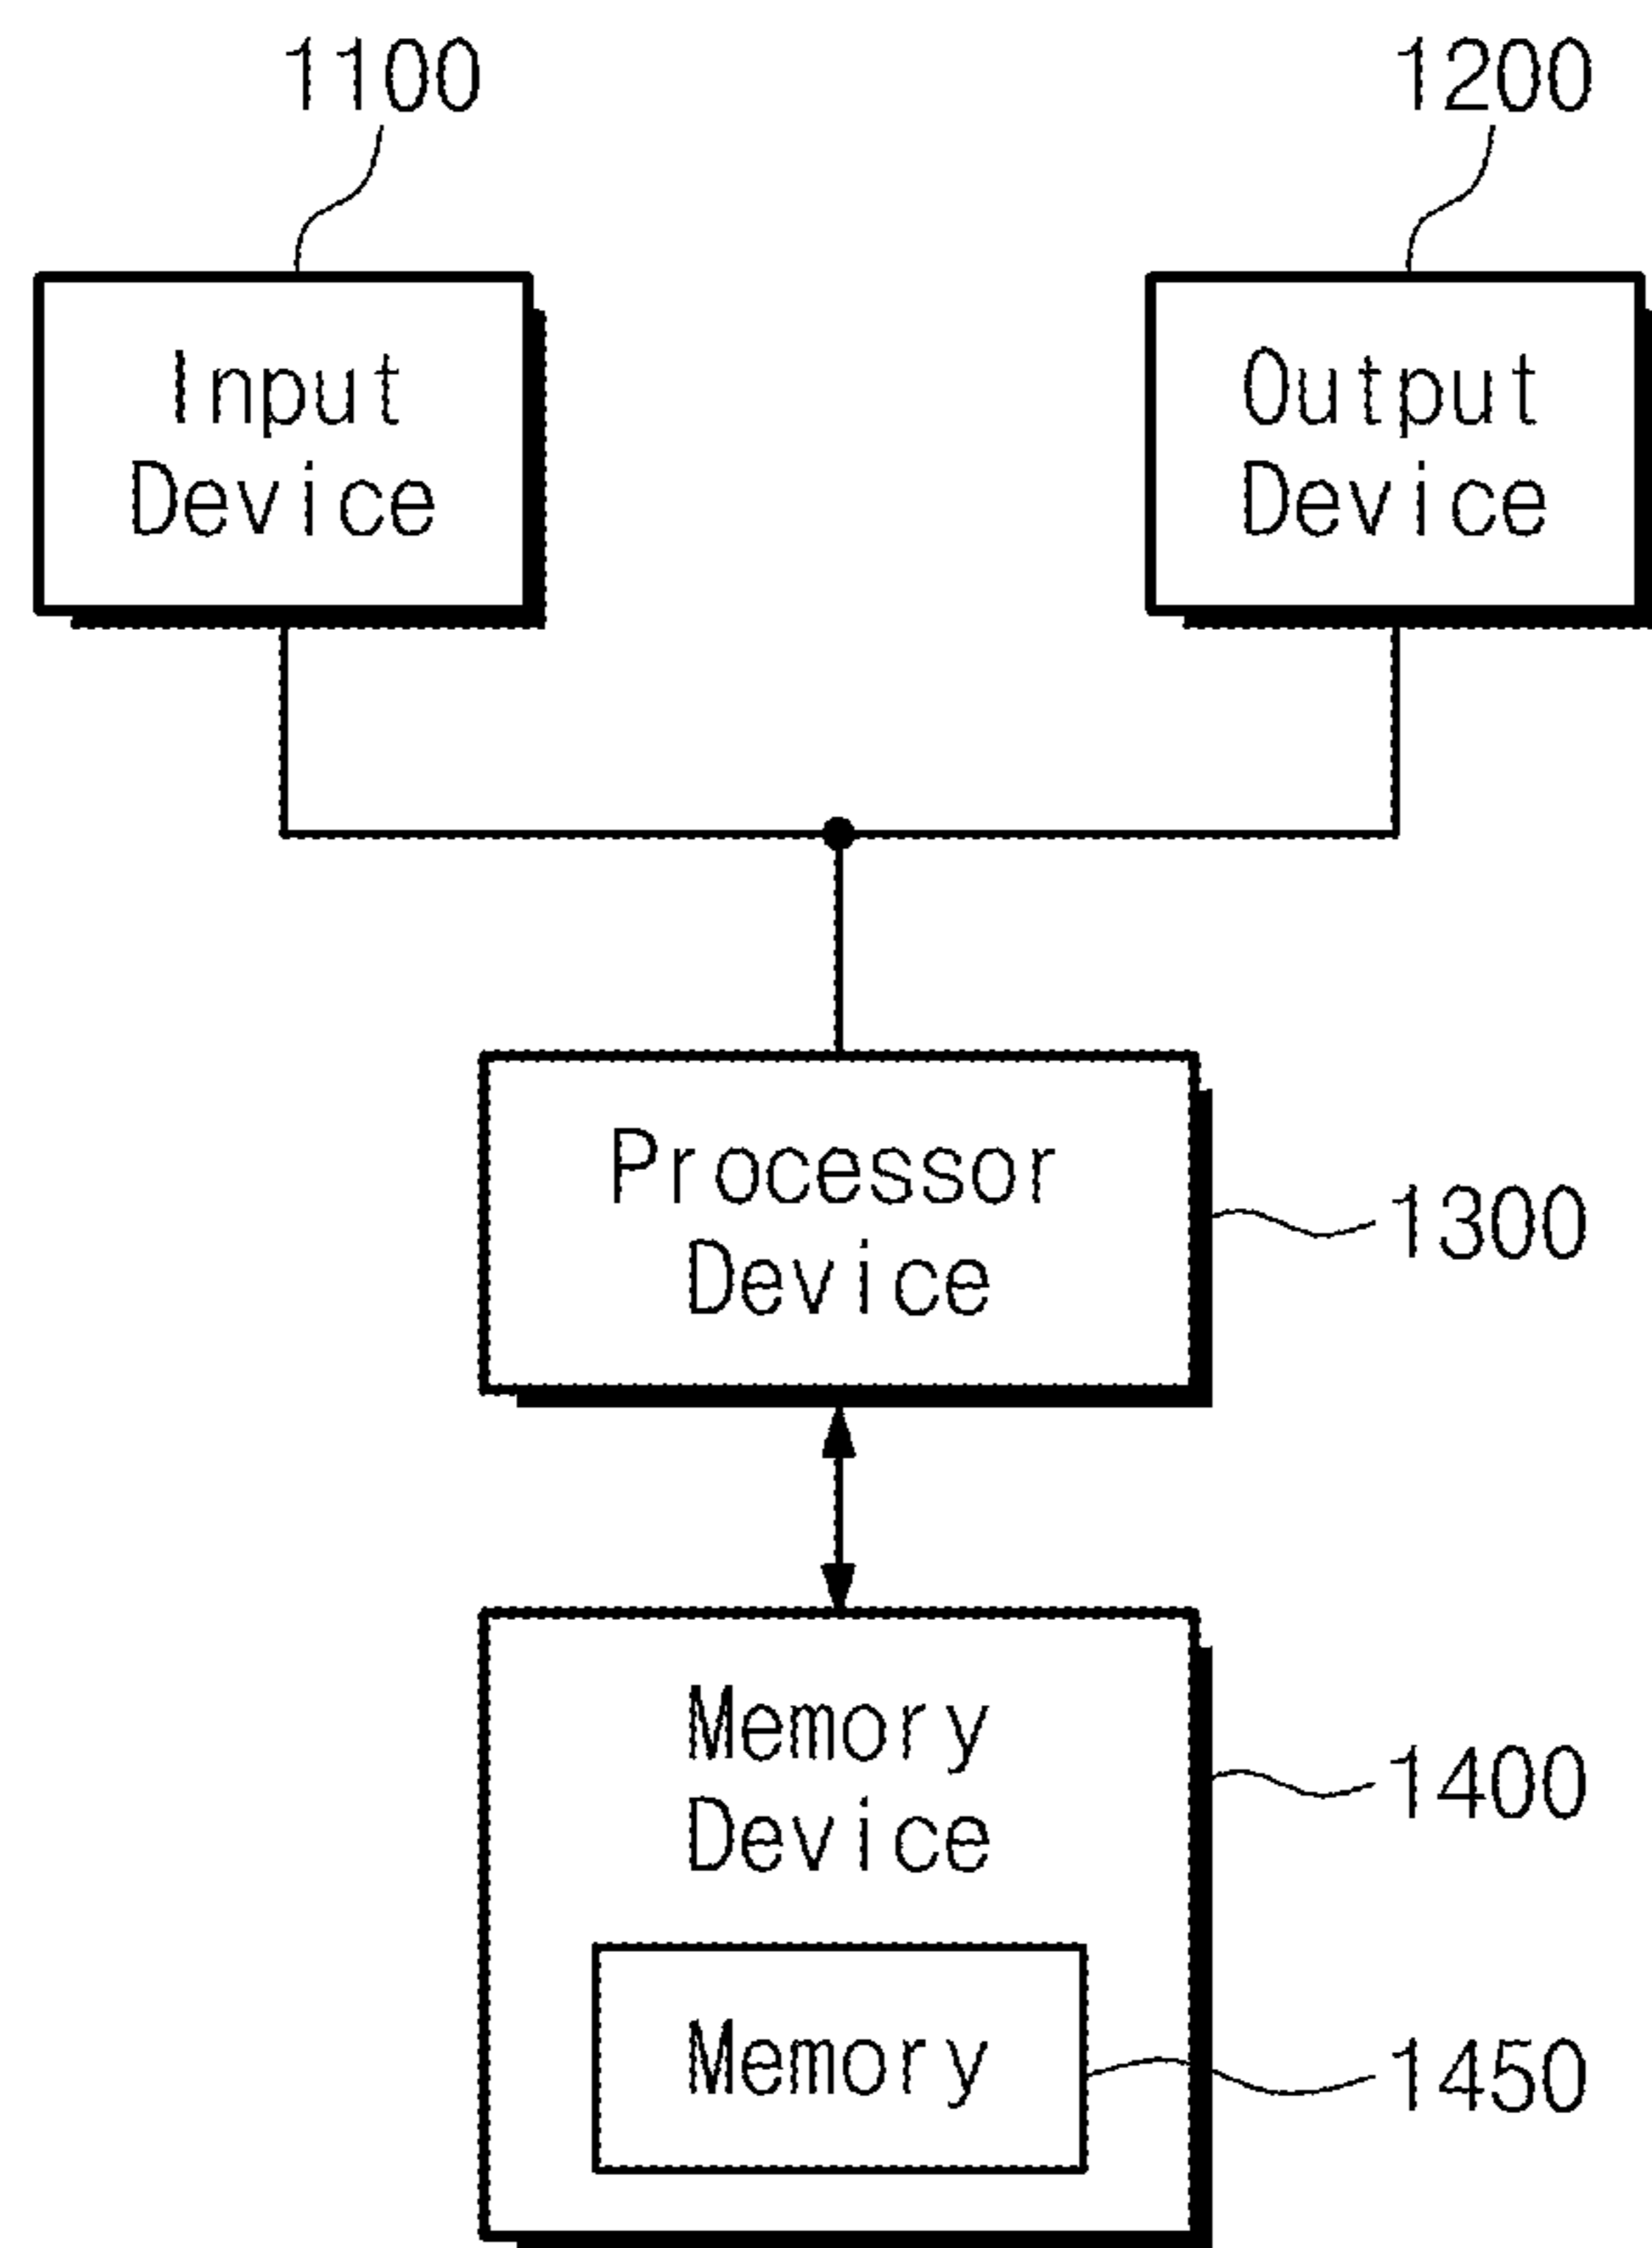 1100
1200
Input
Device
Output
Device
Processor
Device
1300
Memory
Device
1400
Memory
1450